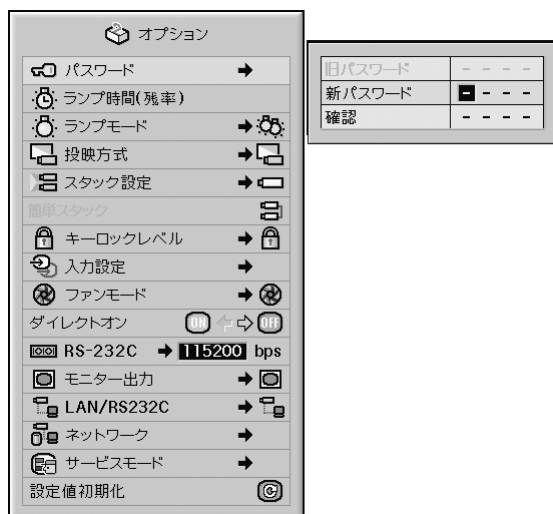 オプション
パスワード
ランプ時間(残率)
ランプモード
投映方式
スタック設定
簡単スタック
キーロックレベル
入力設定
ファンモード
ダイレクトオン ON OFF
RS-232C 115200 bps
モニター出力
LAN/RS232C
ネットワーク
サービスモード
設定値初期化
旧パスワード - - - -
新パスワード - - - -
確認 - - - -